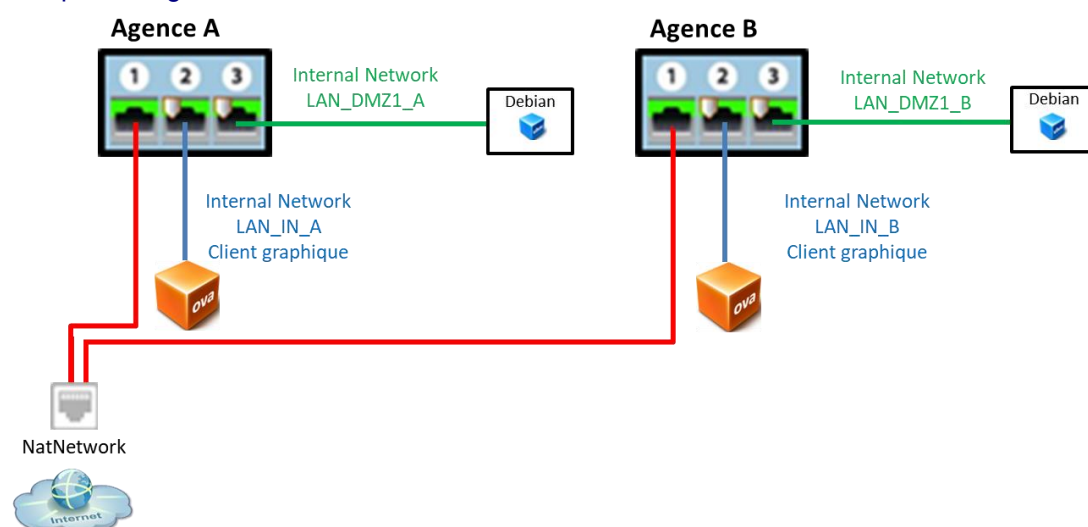 Agence A
Agence B
1 2 3
1 2 3
Internal Network
LAN_DMZ1_A
Debian
Internal Network
LAN_DMZ1_B
Debian
Internal Network
LAN_IN_A
Client graphique
ova
Internal Network
LAN_IN_B
Client graphique
ova
NatNetwork
Internet